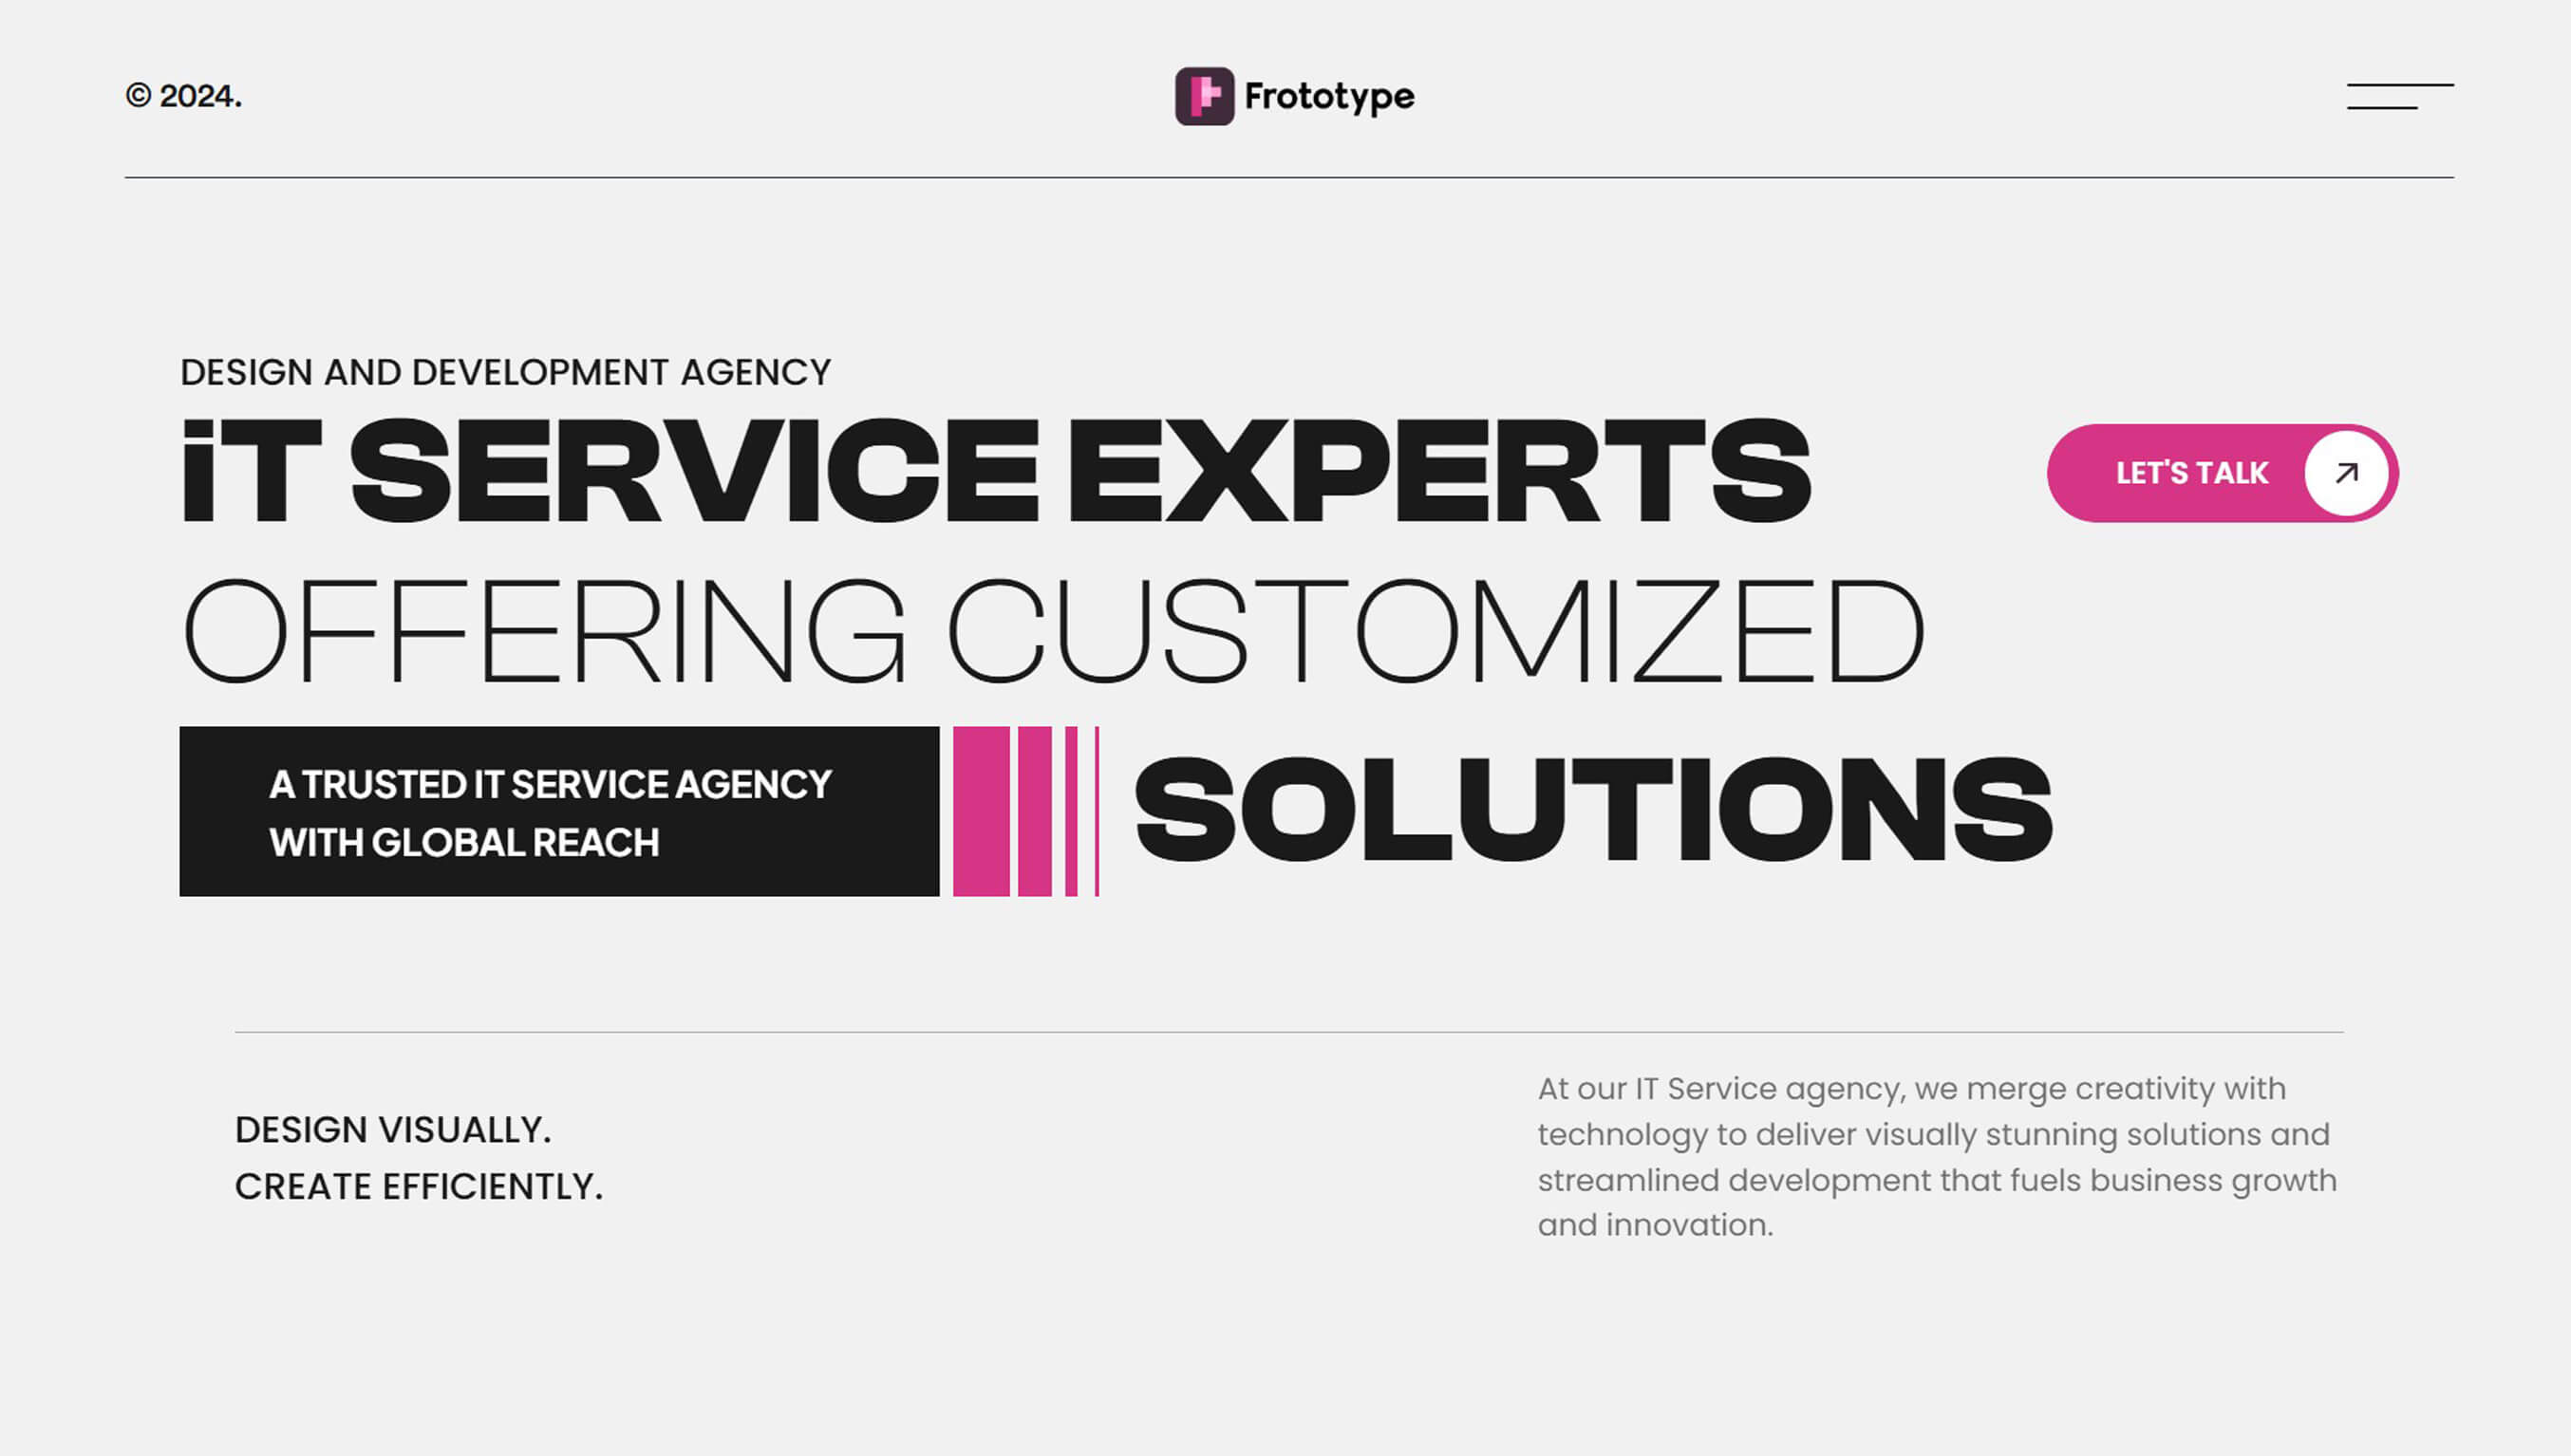 © 2024.
Frototype
DESIGN AND DEVELOPMENT AGENCY
iT SERVICE EXPERTS
LET'S TALK
OFFERING CUSTOMIZED
A TRUSTED IT SERVICE AGENCY
WITH GLOBAL REACH
SOLUTIONS
DESIGN VISUALLY.
CREATE EFFICIENTLY.
At our IT Service agency, we merge creativity with
technology to deliver visually stunning solutions and
streamlined development that fuels business growth
and innovation.